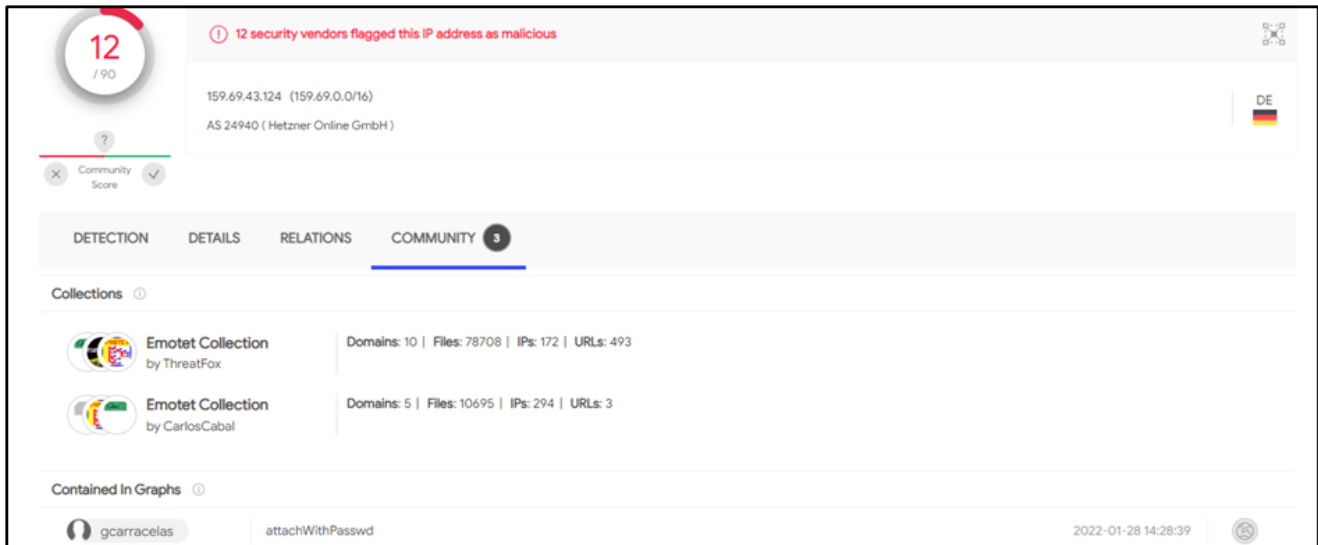 12
/ 90
12 security vendors flagged this IP address as malicious
159.69.43.124 (159.69.0.0/16)
AS 24940 ( Hetzner Online GmbH )
DE
?
Community
Score
DETECTION DETAILS RELATIONS COMMUNITY 3
Collections
Emotet Collection
by ThreatFox
Domains: 10 | Files: 78708 | IPs: 172 | URLs: 493
Emotet Collection
by CarlosCabal
Domains: 5 | Files: 10695 | IPs: 294 | URLs: 3
Contained In Graphs
gcarracelas attachWithPasswd 2022-01-28 14:28:39